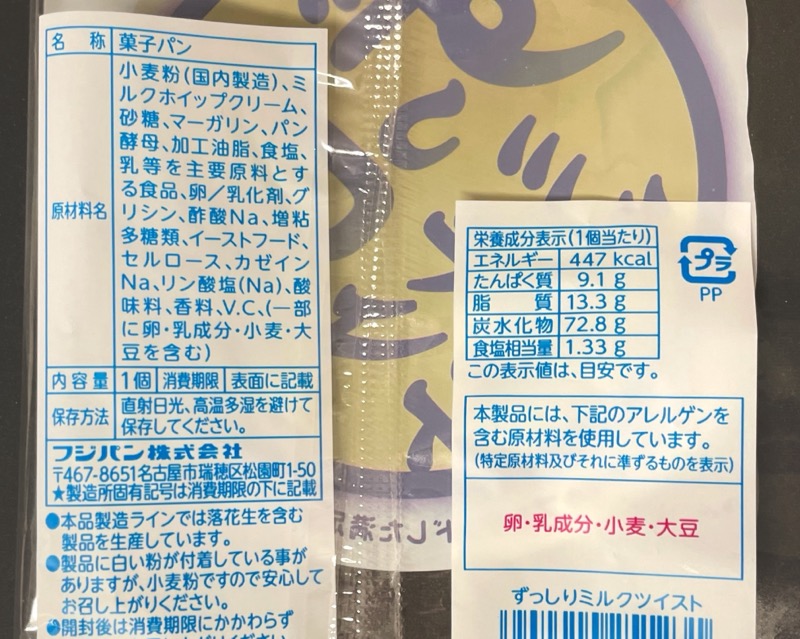 名称 菓子パン
原材料名
小麦粉(国内製造)、ミ
ルクホイップクリーム、
砂糖、マーガリン、パン
酵母、加工油脂、食塩、
乳等を主要原料とす
る食品、卵/乳化剤、グ
リシン、酢酸Na、増粘
多糖類、イーストフード、
セルロース、カゼイン
Na、リン酸塩(Na)、酸
味料、香料、V.C、(一部
に卵・乳成分・小麦・大
豆を含む)
内容量 1個 消費期限 表面に記載
保存方法
直射日光、高温多湿を避けて
保存してください。
フジパン株式会社
〒467-8651名古屋市瑞穂区松園町1-50
★製造所固有記号は消費期限の下に記載
●本品製造ラインでは落花生を含む
製品を生産しています。
●製品に白い粉が付着している事が
ありますが、小麦粉ですので安心して
お召し上がりください。
●開封後は消費期限にかかわらず
栄養成分表示(1個当たり)
エネルギー 447 kcal
たんぱく質 9.1 g
脂質 13.3 g
炭水化物 72.8 g
食塩相当量 1.33 g
この表示値は、目安です。
プラ
PP
本製品には、下記のアレルゲンを
含む原材料を使用しています。
(特定原材料及びそれに準ずるものを表示)
卵・乳成分・小麦・大豆
ずっしりミルクツイスト